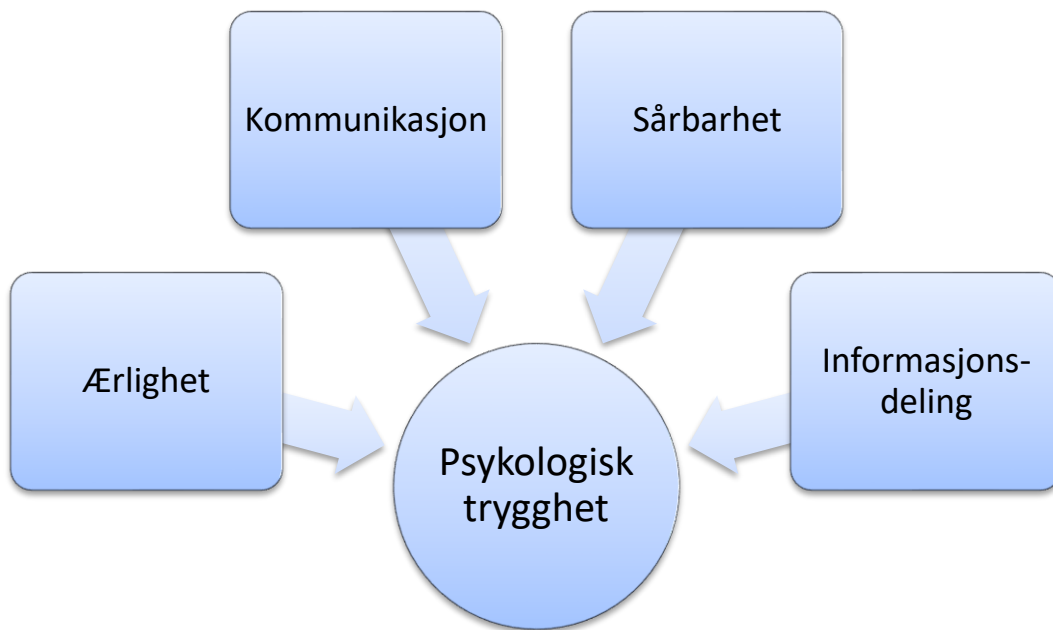 Kommunikasjon
Sårbarhet
Ærlighet
Informasjons-
deling
Psykologisk
trygghet